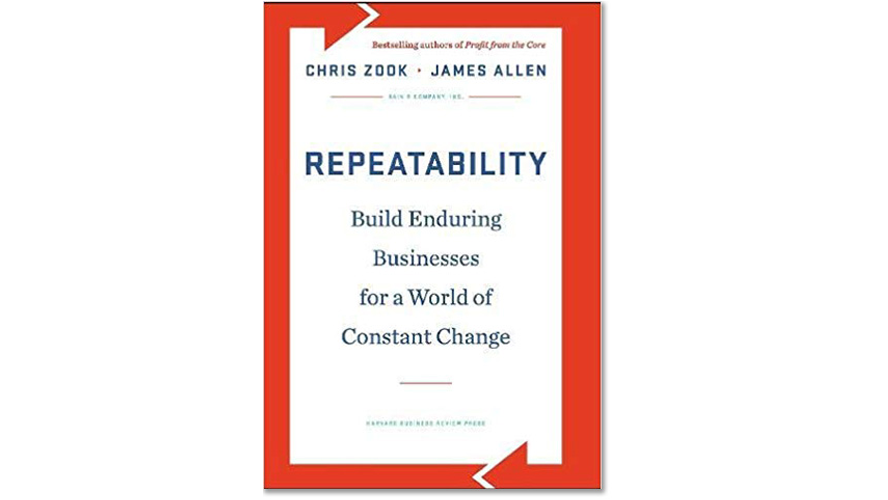 Bestselling authors of Profit from the Core
CHRIS ZOOK • JAMES ALLEN
BAIN & COMPANY, INC.
REPEATABILITY
Build Enduring
Businesses
for a World of
Constant Change
HARVARD BUSINESS REVIEW PRESS